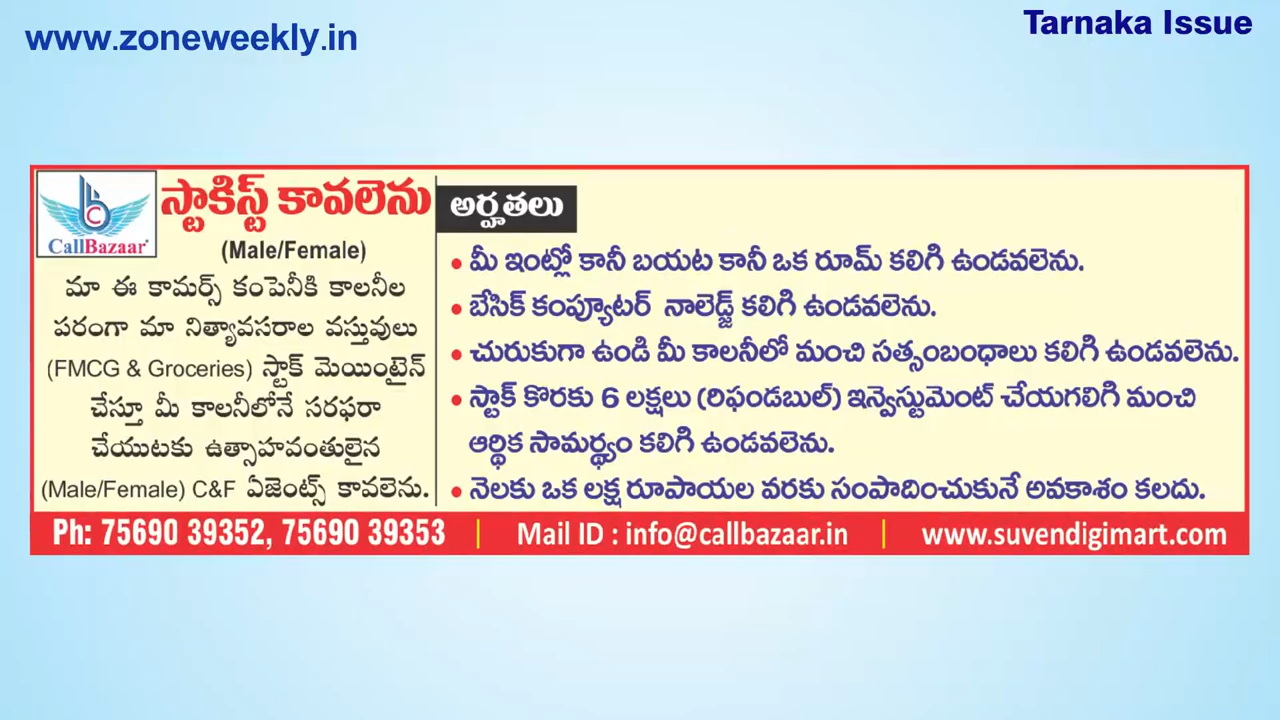 www.zoneweekly.in
Tarnaka Issue
CallBazaar
స్టాకిస్ట్ కావలెను
(Male/Female)
మా ఈ కామర్స్ కంపెనీకి కాలనీల
పరంగా మా నిత్యావసరాల వస్తువులు
(FMCG & Groceries) స్టాక్ మెయింటైన్
చేస్తూ మీ కాలనీలోనే సరఫరా
చేయుటకు ఉత్సాహవంతులైన
(Male/Female) C&F ఏజెంట్స్ కావలెను.
అర్హతలు
• మీ ఇంట్లో కానీ బయట కానీ ఒక రూమ్ కలిగి ఉండవలెను.
• బేసిక్ కంప్యూటర్ నాలెడ్జ్ కలిగి ఉండవలెను.
• చురుకుగా ఉండి మీ కాలనీలో మంచి సత్సంబంధాలు కలిగి ఉండవలెను.
• స్టాక్ కొరకు 6 లక్షలు (రిఫండబుల్) ఇన్వెస్టుమెంట్ చేయగలిగి మంచి
ఆర్థిక సామర్థ్యం కలిగి ఉండవలెను.
• నెలకు ఒక లక్ష రూపాయల వరకు సంపాదించుకునే అవకాశం కలదు.
Ph: 75690 39352, 75690 39353 | Mail ID : info@callbazaar.in | www.suvendigimart.com